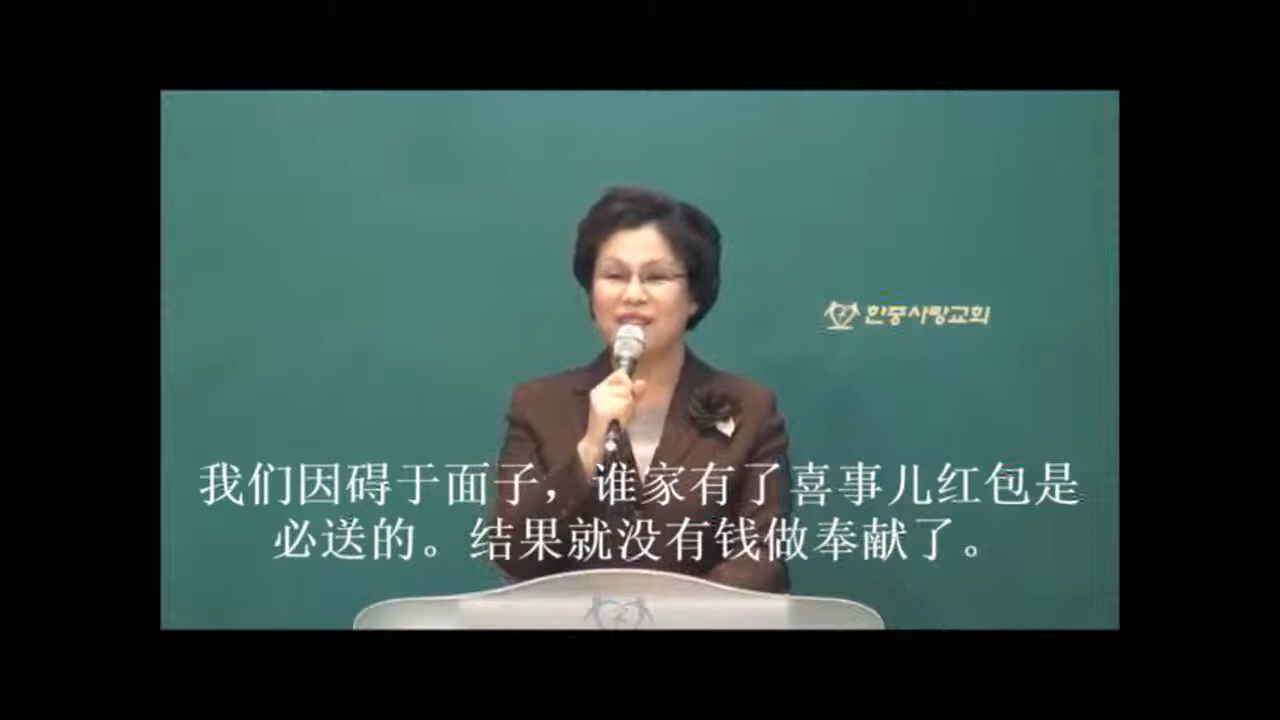 한중사랑교회
我们因碍于面子，谁家有了喜事儿红包是
必送的。结果就没有钱做奉献了。